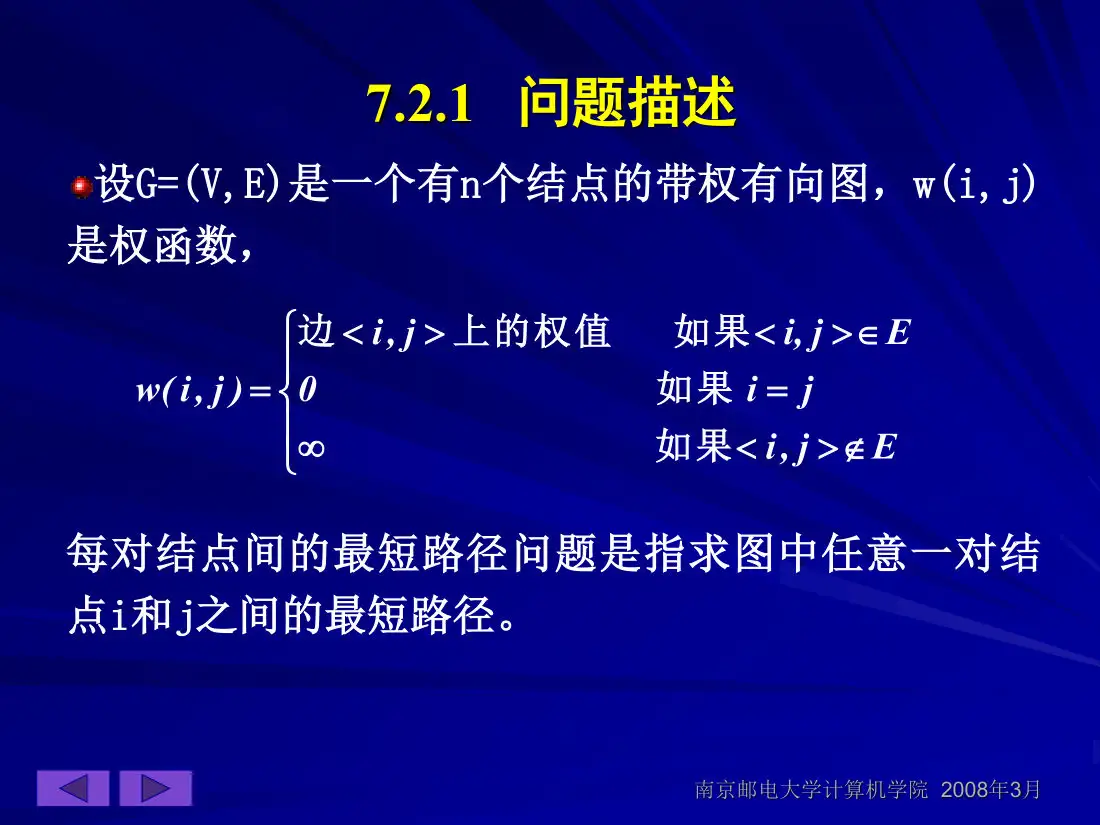 7.2.1 问题描述
设G=(V,E)是一个有n个结点的带权有向图，w(i,j)
是权函数，
边<i,j>上的权值 如果<i,j>∈E
w(i,j)= 0 如果 i=j
∞ 如果<i,j>∉E
每对结点间的最短路径问题是指求图中任意一对结
点i和j之间的最短路径。
南京邮电大学计算机学院 2008年3月